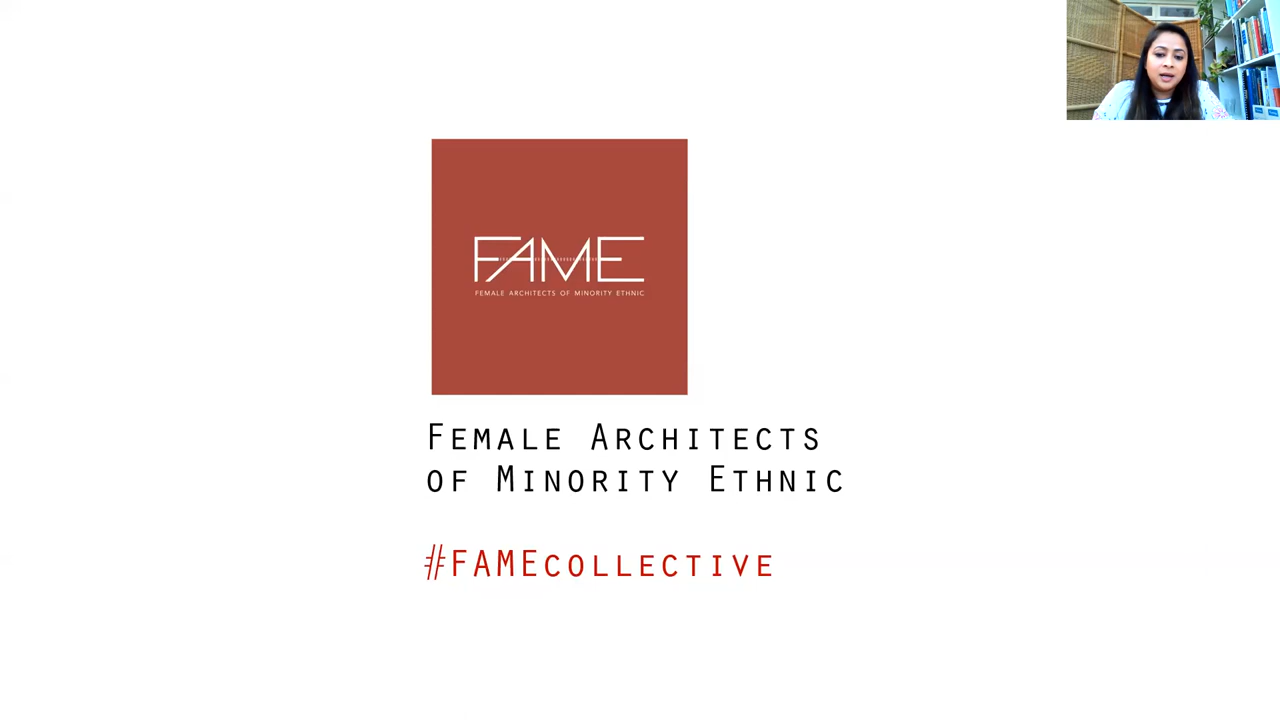 FAME
FEMALE ARCHITECTS OF MINORITY ETHNIC
FEMALE ARCHITECTS
OF MINORITY ETHNIC
#FAMECOLLECTIVE